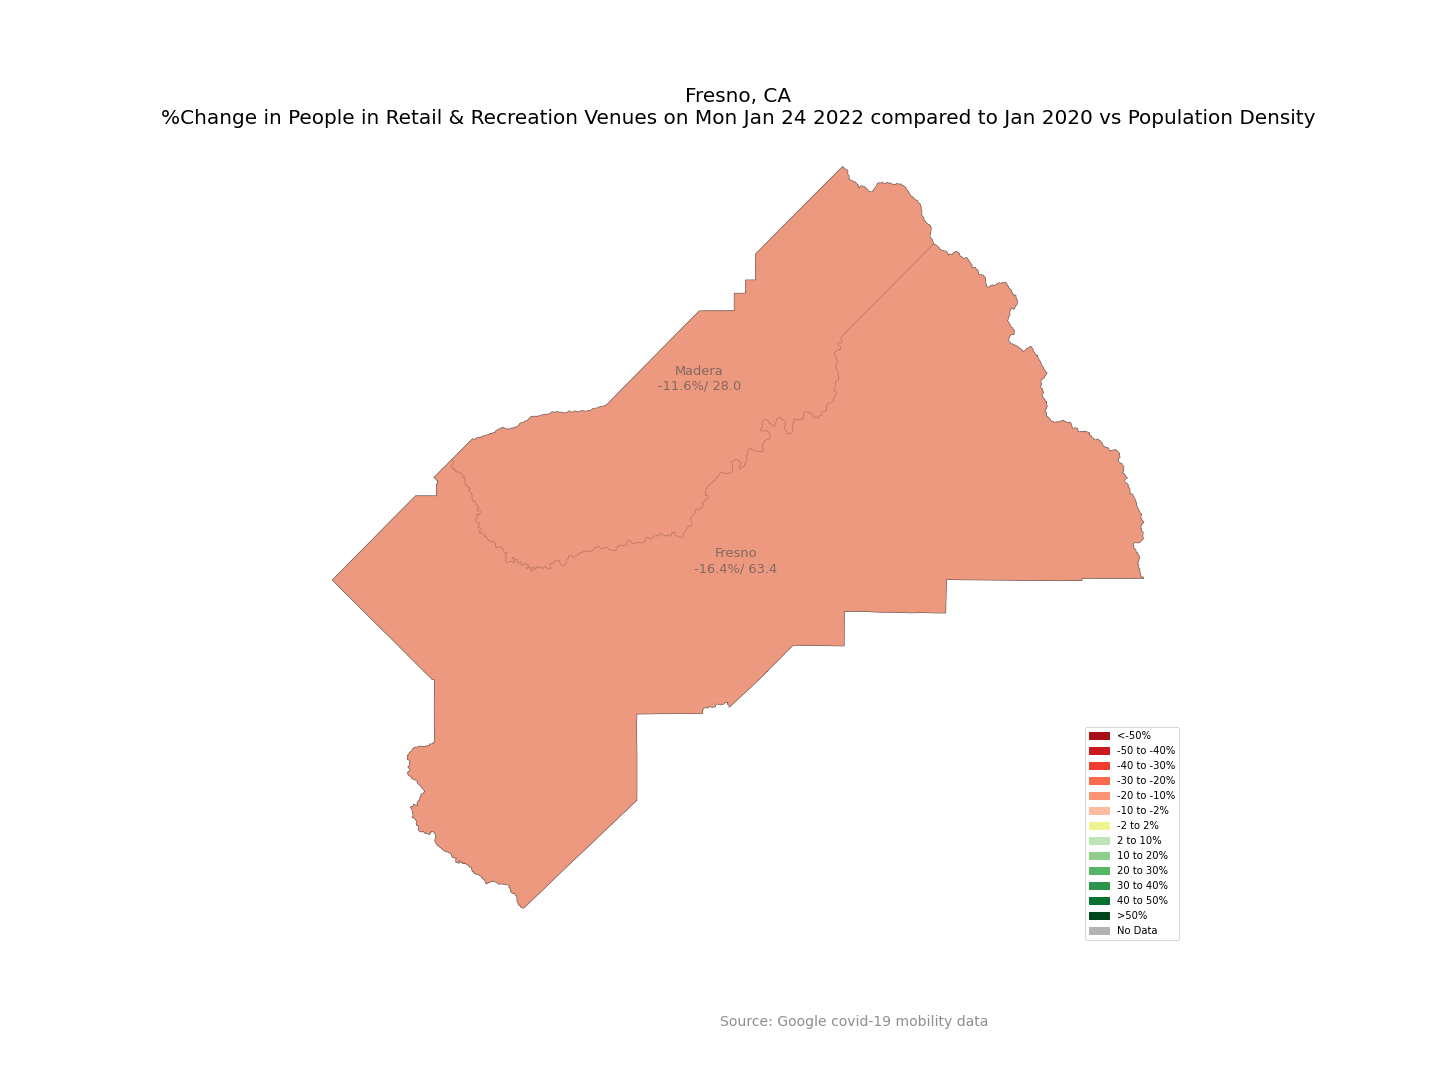 Fresno, CA
%Change in People in Retail & Recreation Venues on Mon Jan 24 2022 compared to Jan 2020 vs Population Density
Madera
-11.6%/ 28.0
Fresno
-16.4%/ 63.4
<-50%
-50 to -40%
-40 to -30%
-30 to -20%
-20 to -10%
-10 to -2%
-2 to 2%
2 to 10%
10 to 20%
20 to 30%
30 to 40%
40 to 50%
>50%
No Data
Source: Google covid-19 mobility data